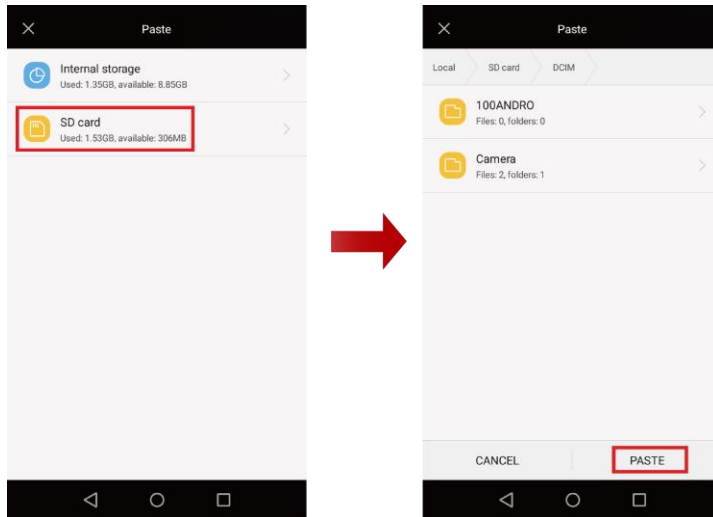 Paste
Internal storage
Used: 1.35GB, available: 8.85GB
SD card
Used: 1.53GB, available: 306MB
Paste
Local SD card DCIM
100ANDRO
Files: 0, folders: 0
Camera
Files: 2, folders: 1
CANCEL PASTE